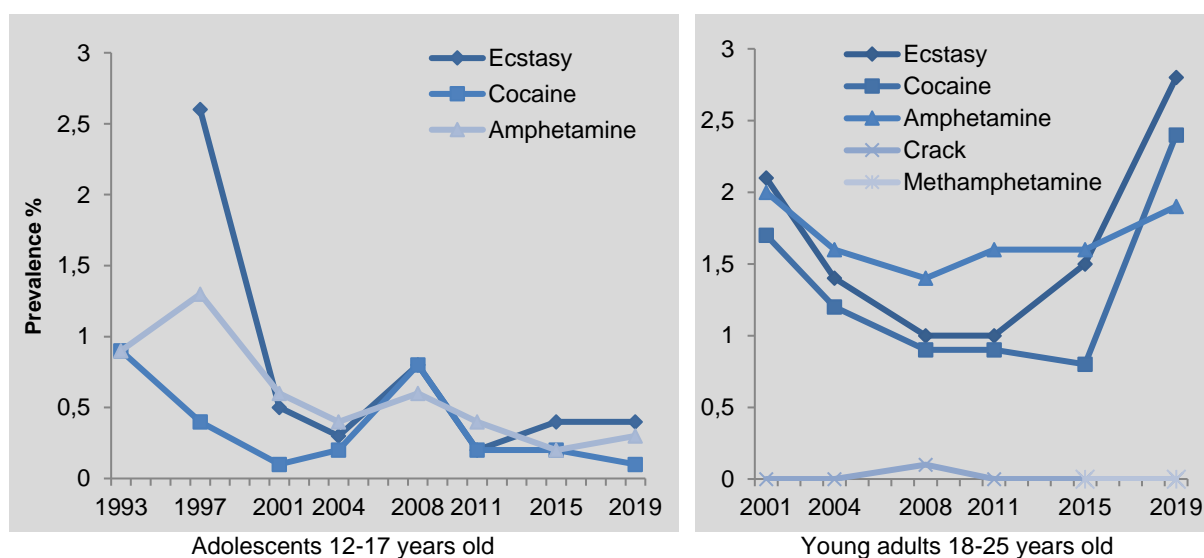 3
2,5
2
1,5
1
0,5
0
Prevalence %
Ecstasy
Cocaine
Amphetamine
1993 1997 2001 2004 2008 2011 2015 2019
Adolescents 12-17 years old
3
2,5
2
1,5
1
0,5
0
Ecstasy
Cocaine
Amphetamine
Crack
Methamphetamine
2001 2004 2008 2011 2015 2019
Young adults 18-25 years old